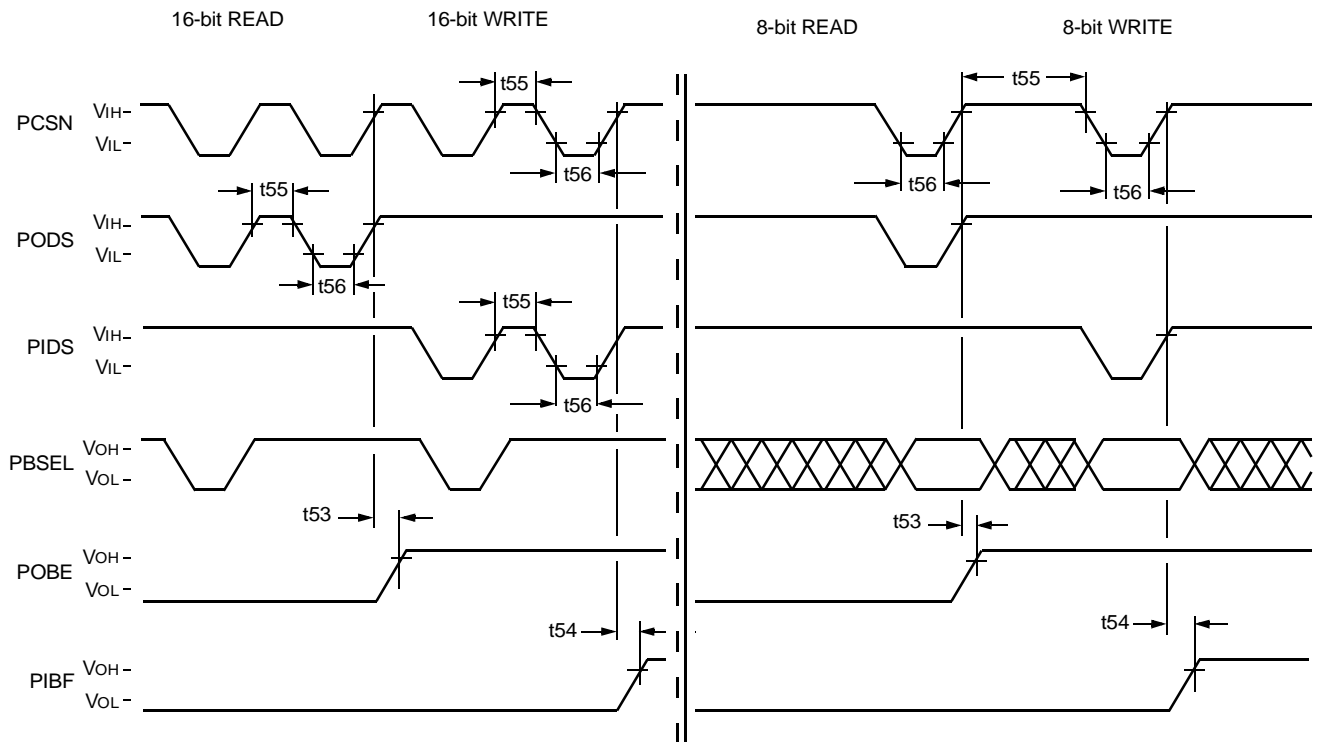 16-bit READ 16-bit WRITE 8-bit READ 8-bit WRITE
t55 t55
PCSN VIH–
VIL–
t56 t56 t56
t55
PODS VIH–
VIL–
t56
t55
PIDS VIH–
VIL–
t56
PBSEL VOH–
VOL–
t53 t53
POBE VOH–
VOL–
t54 t54
PIBF VOH–
VOL–